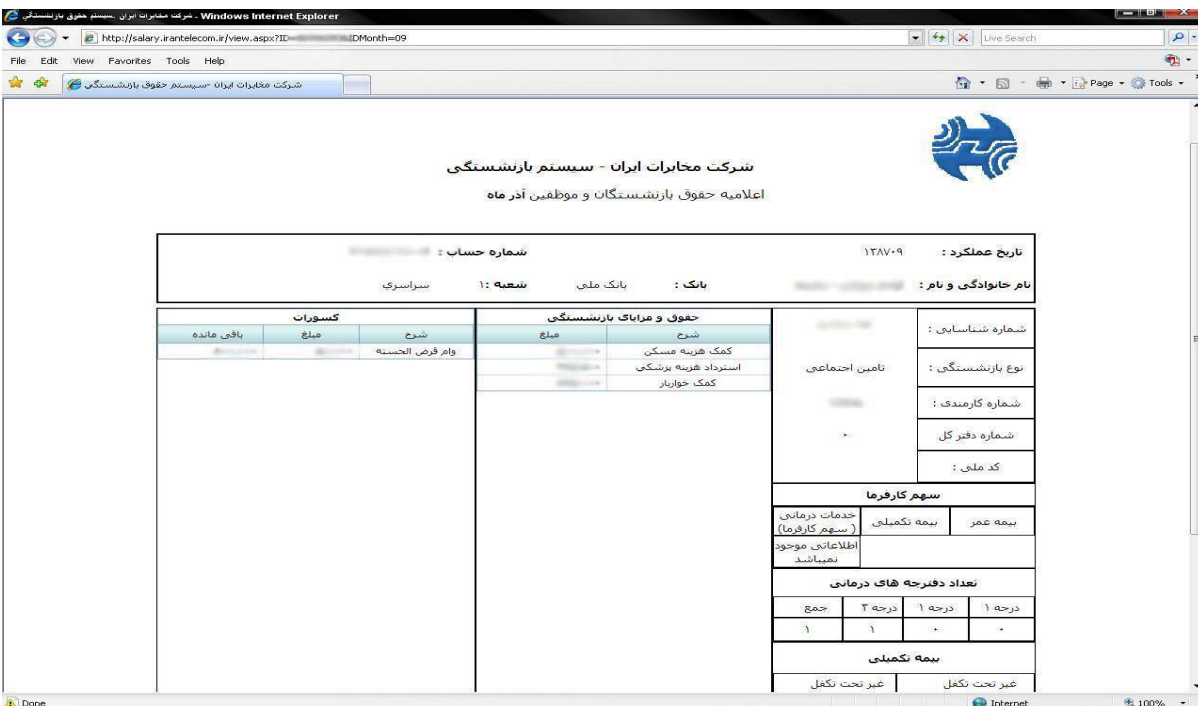 شرکت مخابرات ایران -سیستم حقوق بازنشستگی - Windows Internet Explorer
http://salary.irantelecom.ir/view.aspx?ID IDMonth=09
Live Search
File Edit View Favorites Tools Help
شرکت مخابرات ایران -سیستم حقوق بازنشستگی
Page Tools
شرکت مخابرات ایران - سیستم بازنشستگی
اعلامیه حقوق بازنشستگان و موظفین آذر ماه
تاریخ عملکرد : ۱۳۸۷۰۹ شماره حساب :
نام خانوادگی و نام : بانک : بانک ملی شعبه :۱ سراسری
شماره شناسایی :
نوع بازنشستگی : تامین اجتماعی
شماره کارمندی :
شماره دفتر کل ۰
کد ملی :
سهم کارفرما
بیمه عمر بیمه تکمیلی خدمات درمانی ( سهم کارفرما)
اطلاعاتی موجود نمیباشد
تعداد دفترجه های درمانی
درجه ۱ درجه ۱ درجه ۳ جمع
۰ ۰ ۱ ۱
بیمه تکمیلی
غیر تحت تکفل غیر تحت تکفل
حقوق و مزایای بازنشستگی
شرح مبلغ
کمک هزینه مسکن
استرداد هزینه پزشکی
کمک خواربار
کسورات
شرح مبلغ باقی مانده
وام قرض الحسنه
Done Internet 100%